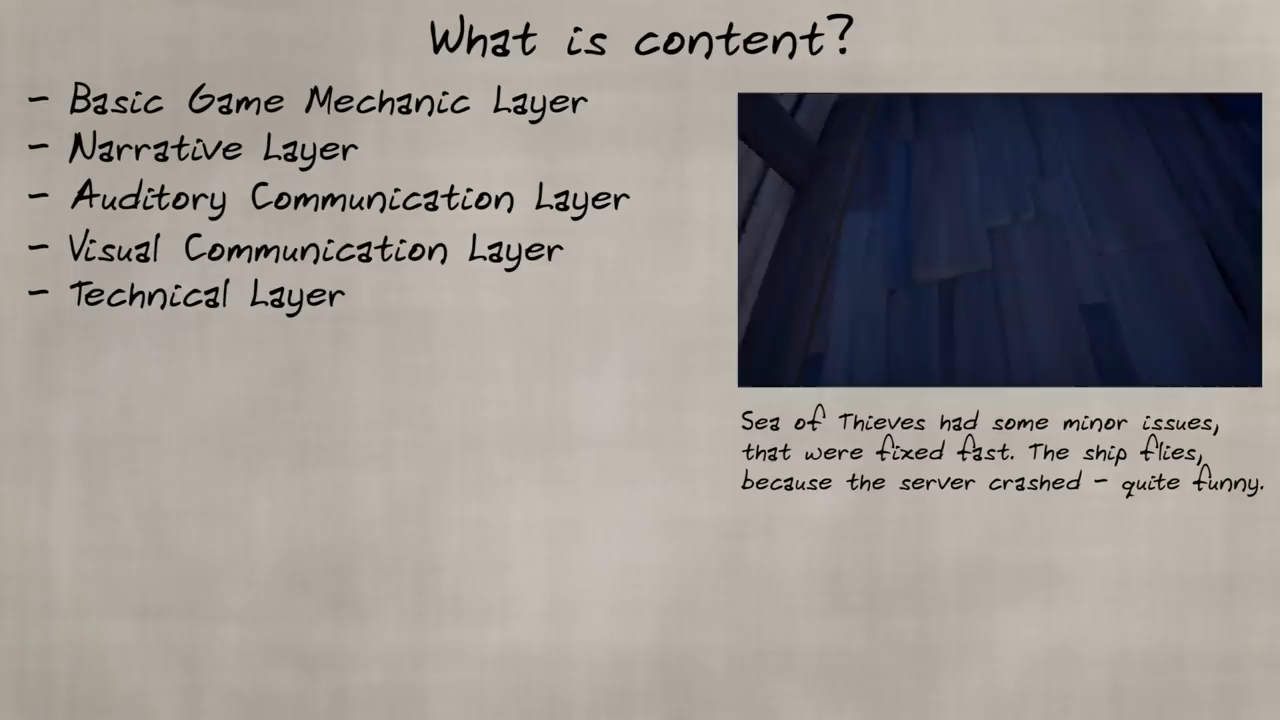 What is content?
- Basic Game Mechanic Layer
- Narrative Layer
- Auditory Communication Layer
- Visual Communication Layer
- Technical Layer
Sea of Thieves had some minor issues,
that were fixed fast. The ship flies,
because the server crashed - quite funny.